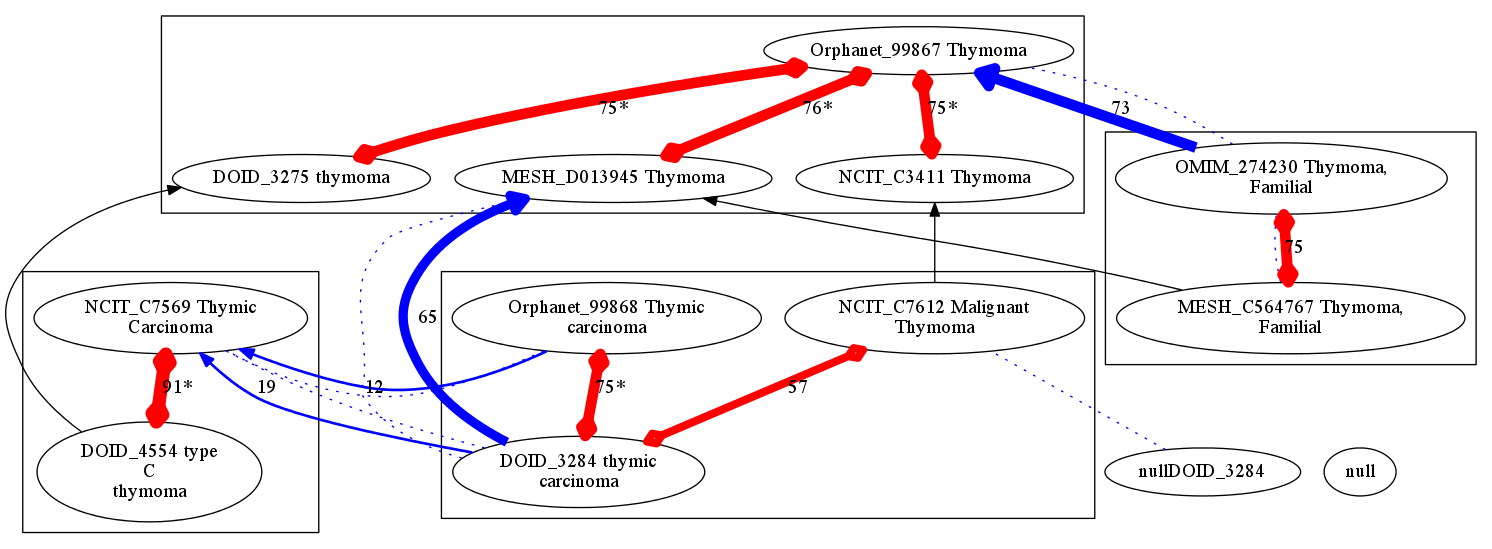 Orphanet_99867 Thymoma
75*
76*
75*
73
DOID_3275 thymoma
MESH_D013945 Thymoma
NCIT_C3411 Thymoma
OMIM_274230 Thymoma,
Familial
75
NCIT_C7569 Thymic
Carcinoma
65
Orphanet_99868 Thymic
carcinoma
NCIT_C7612 Malignant
Thymoma
MESH_C564767 Thymoma,
Familial
91*
19
12
75*
57
DOID_4554 type
C
thymoma
DOID_3284 thymic
carcinoma
nullDOID_3284
null